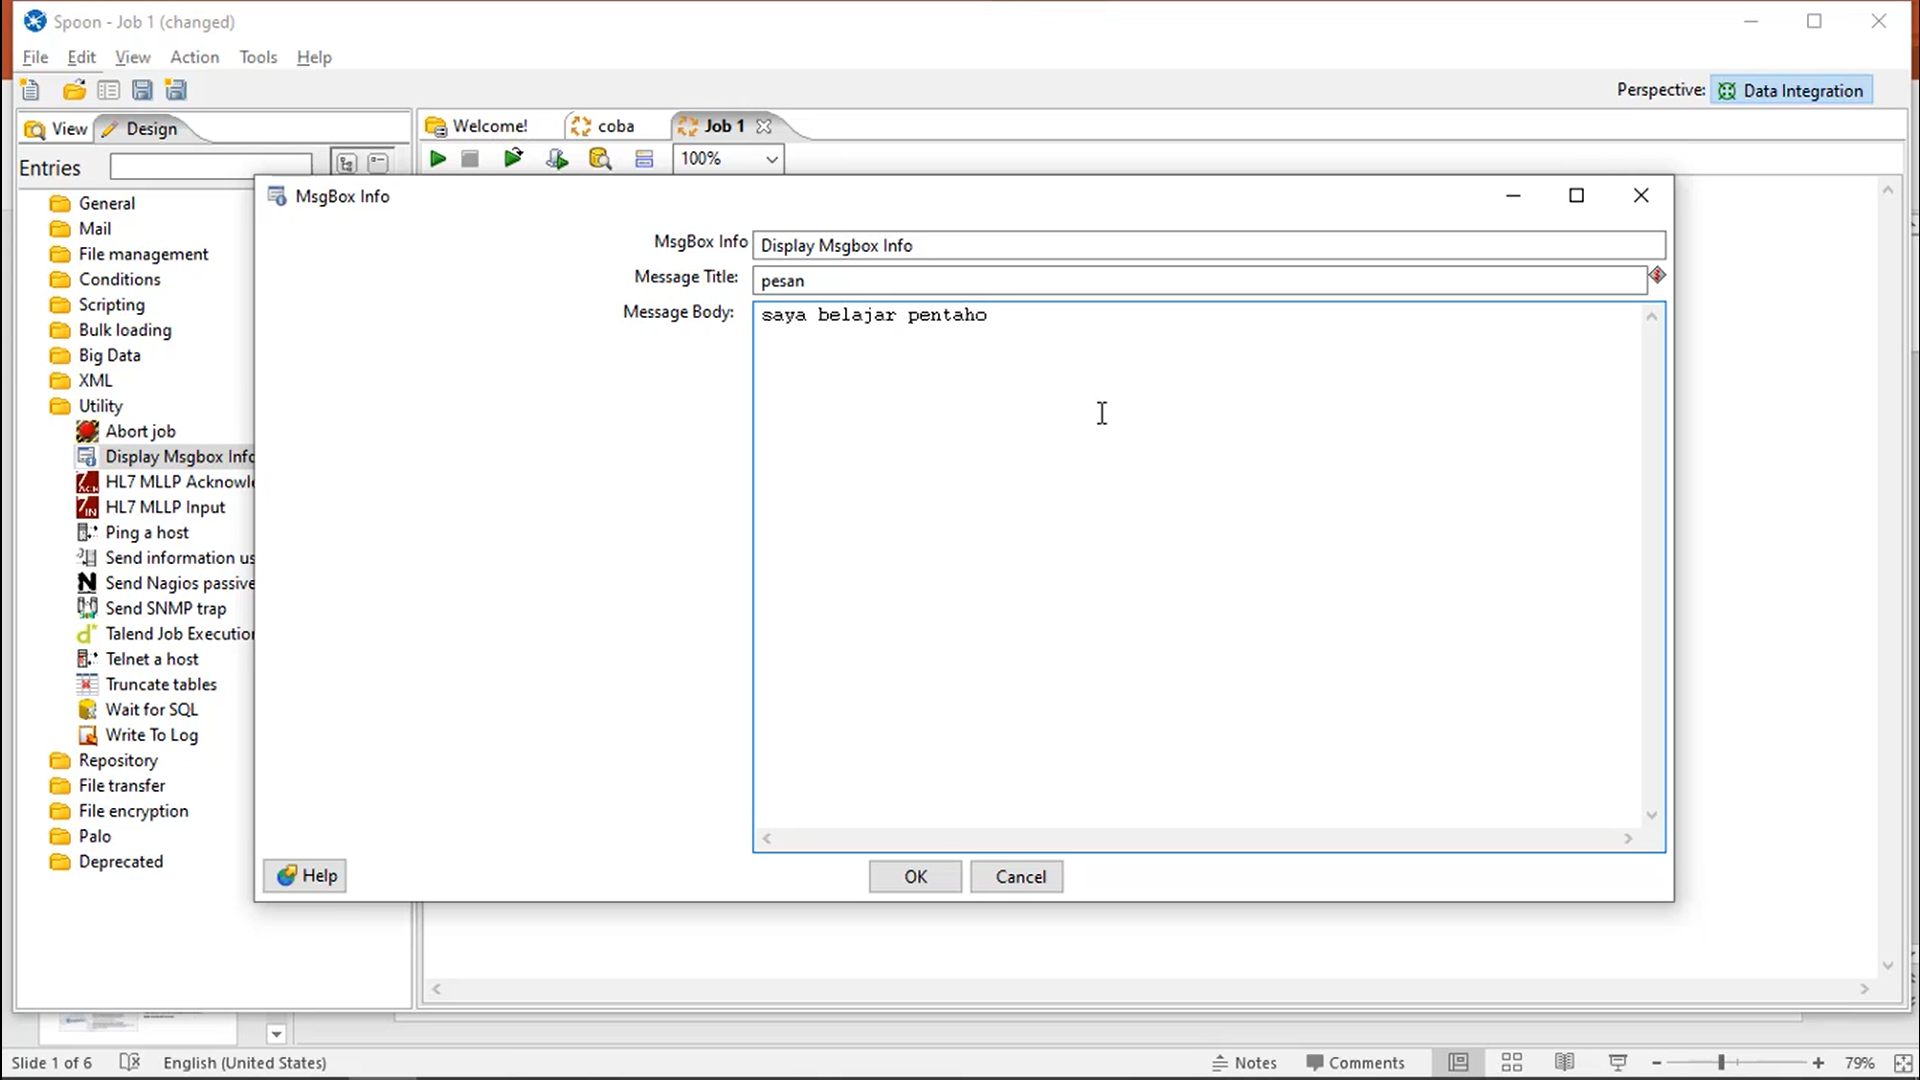 Spoon - Job 1 (changed)
File Edit View Action Tools Help
Perspective: Data Integration
View Design
Welcome! coba Job 1
Entries
100%
General
Mail
File management
Conditions
Scripting
Bulk loading
Big Data
XML
Utility
Abort job
Display Msgbox Info
HL7 MLLP Acknowle
HL7 MLLP Input
Ping a host
Send information us
Send Nagios passive
Send SNMP trap
Talend Job Execution
Telnet a host
Truncate tables
Wait for SQL
Write To Log
Repository
File transfer
File encryption
Palo
Deprecated
MsgBox Info
MsgBox Info Display Msgbox Info
Message Title: pesan
Message Body: saya belajar pentaho
Help OK Cancel
Slide 1 of 6 English (United States) Notes Comments 79%